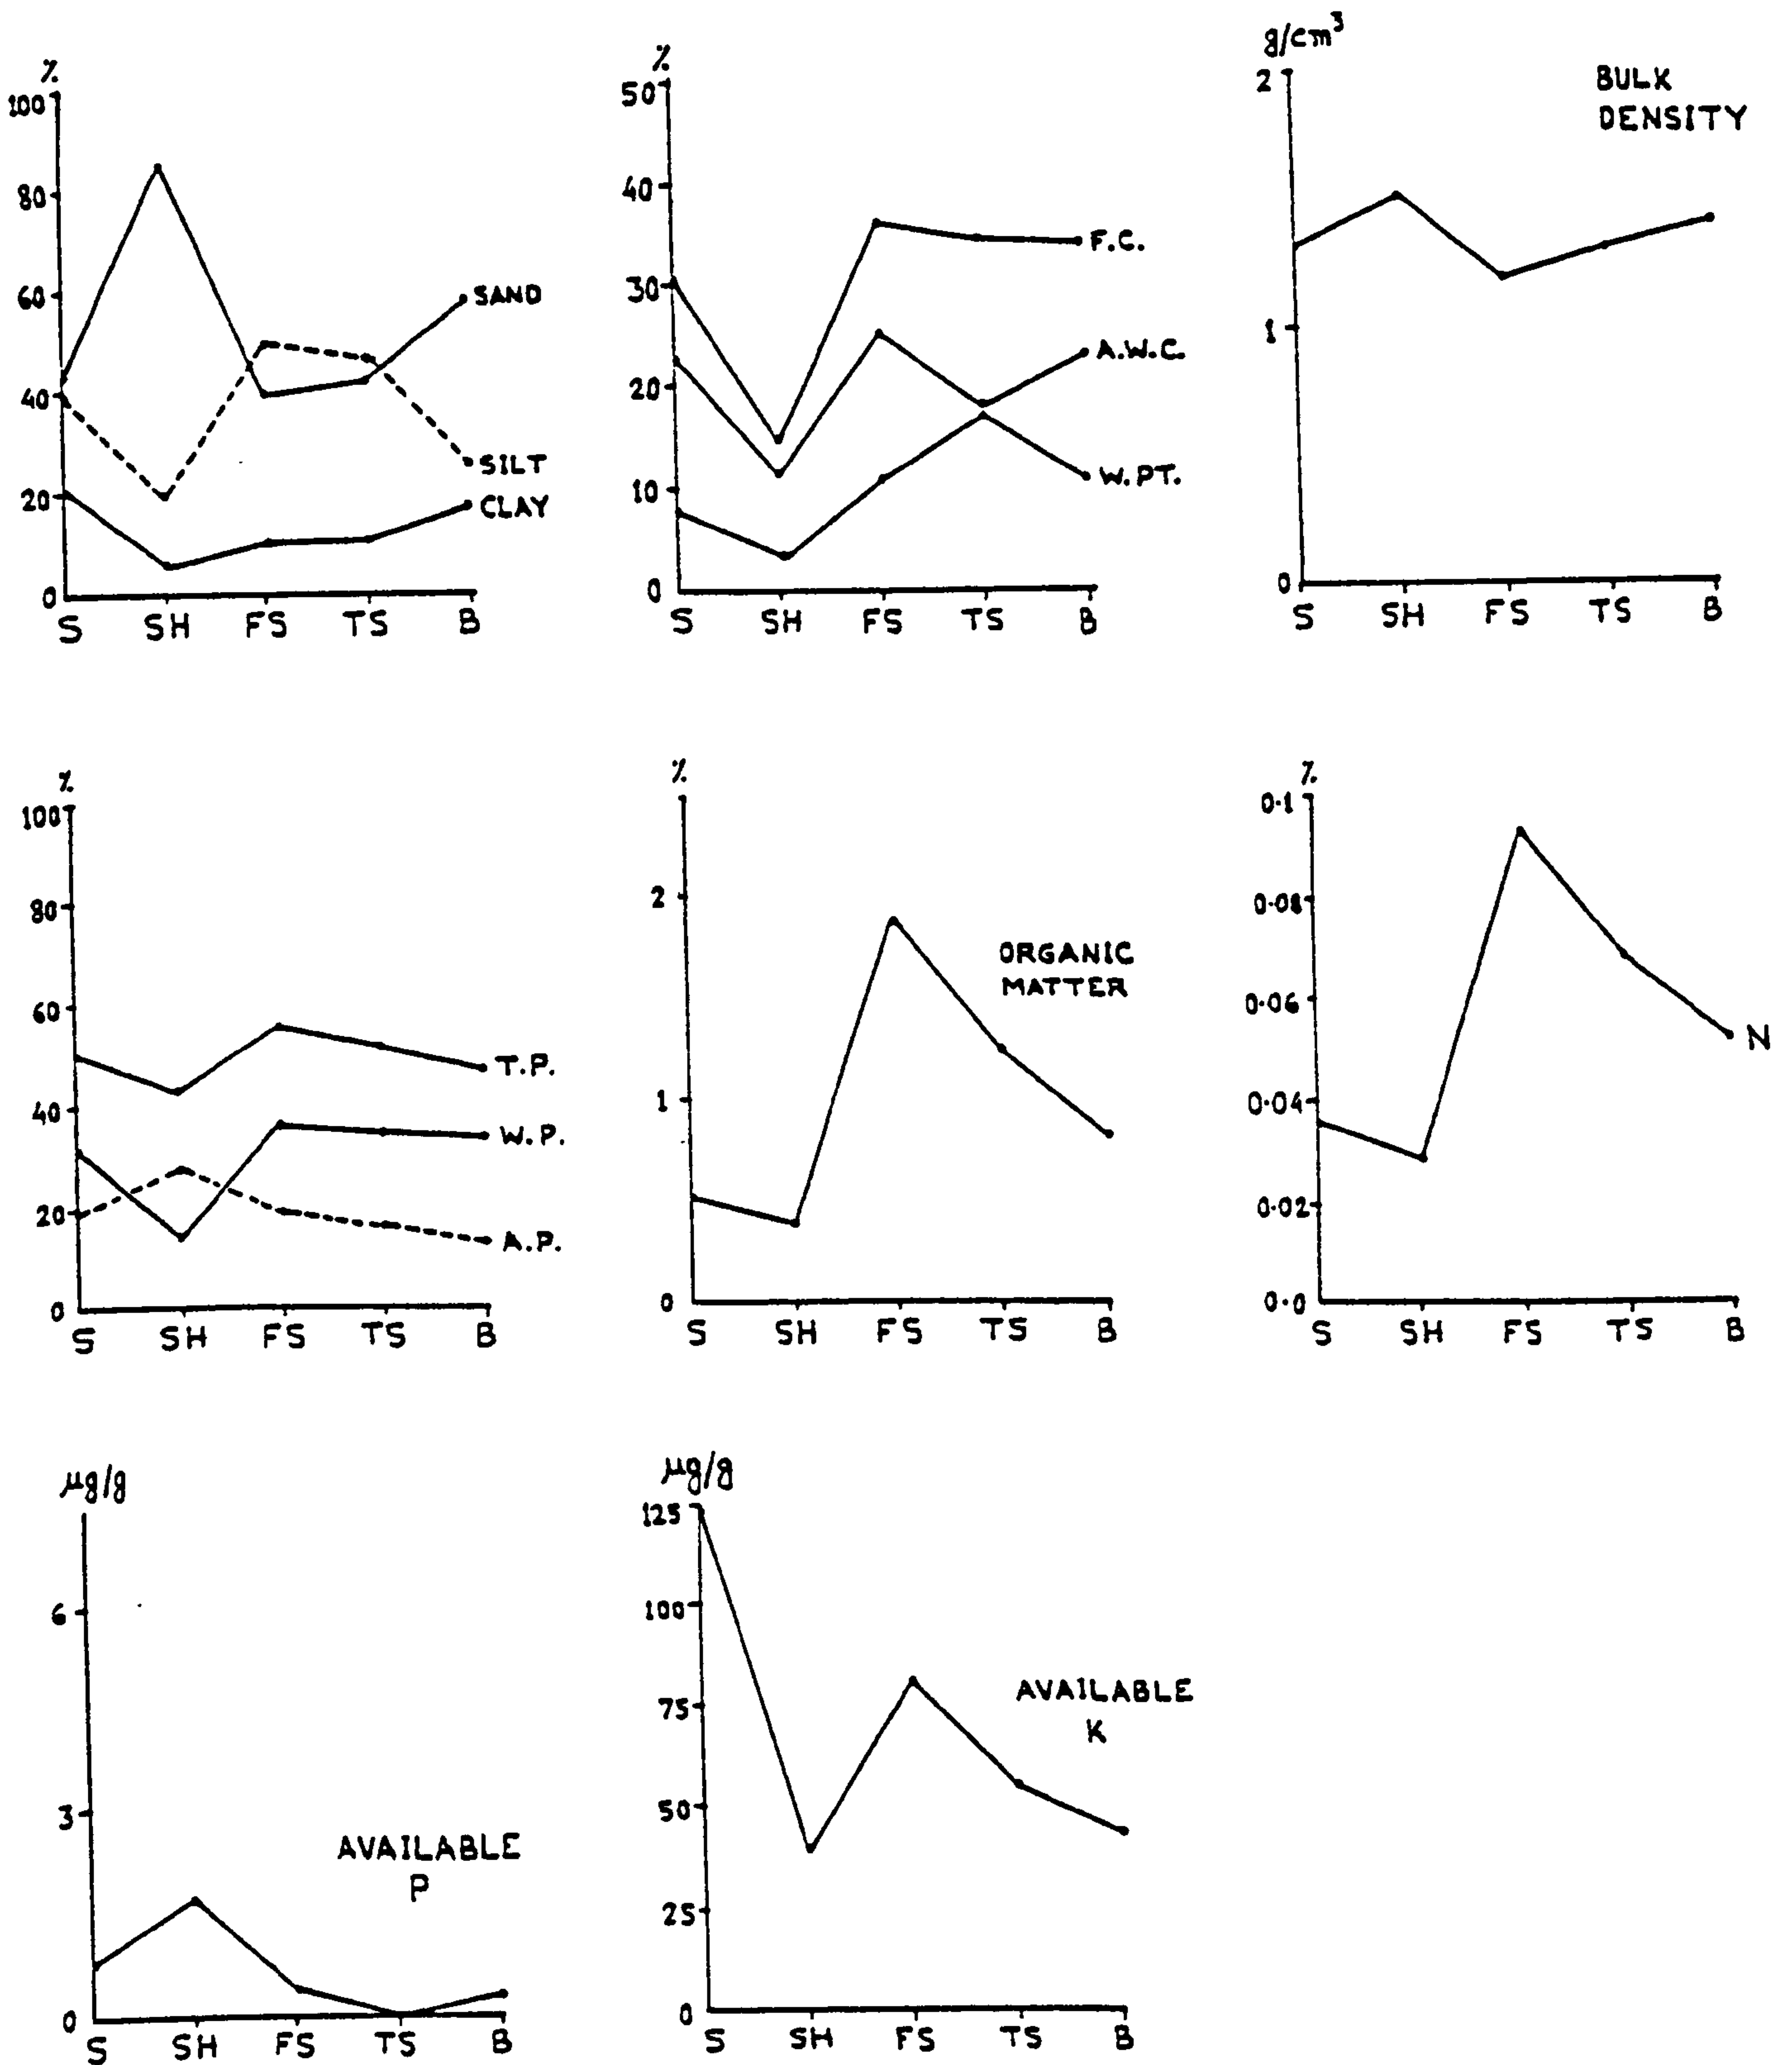 %
100
80
60
40
20
0
SAND
SILT
CLAY
S SH FS TS B
%
50
40
30
20
10
0
F.C.
A.W.C.
W.PT.
S SH FS TS B
g/cm³
2
1
0
BULK
DENSITY
S SH FS TS B
%
100
80
60
40
20
0
T.P.
W.P.
A.P.
S SH FS TS B
%
2
1
0
ORGANIC
MATTER
S SH FS TS B
%
0.1
0.08
0.06
0.04
0.02
0.0
N
S SH FS TS B
µg/g
6
3
0
AVAILABLE
P
S SH FS TS B
µg/g
125
100
75
50
25
0
AVAILABLE
K
S SH FS TS B